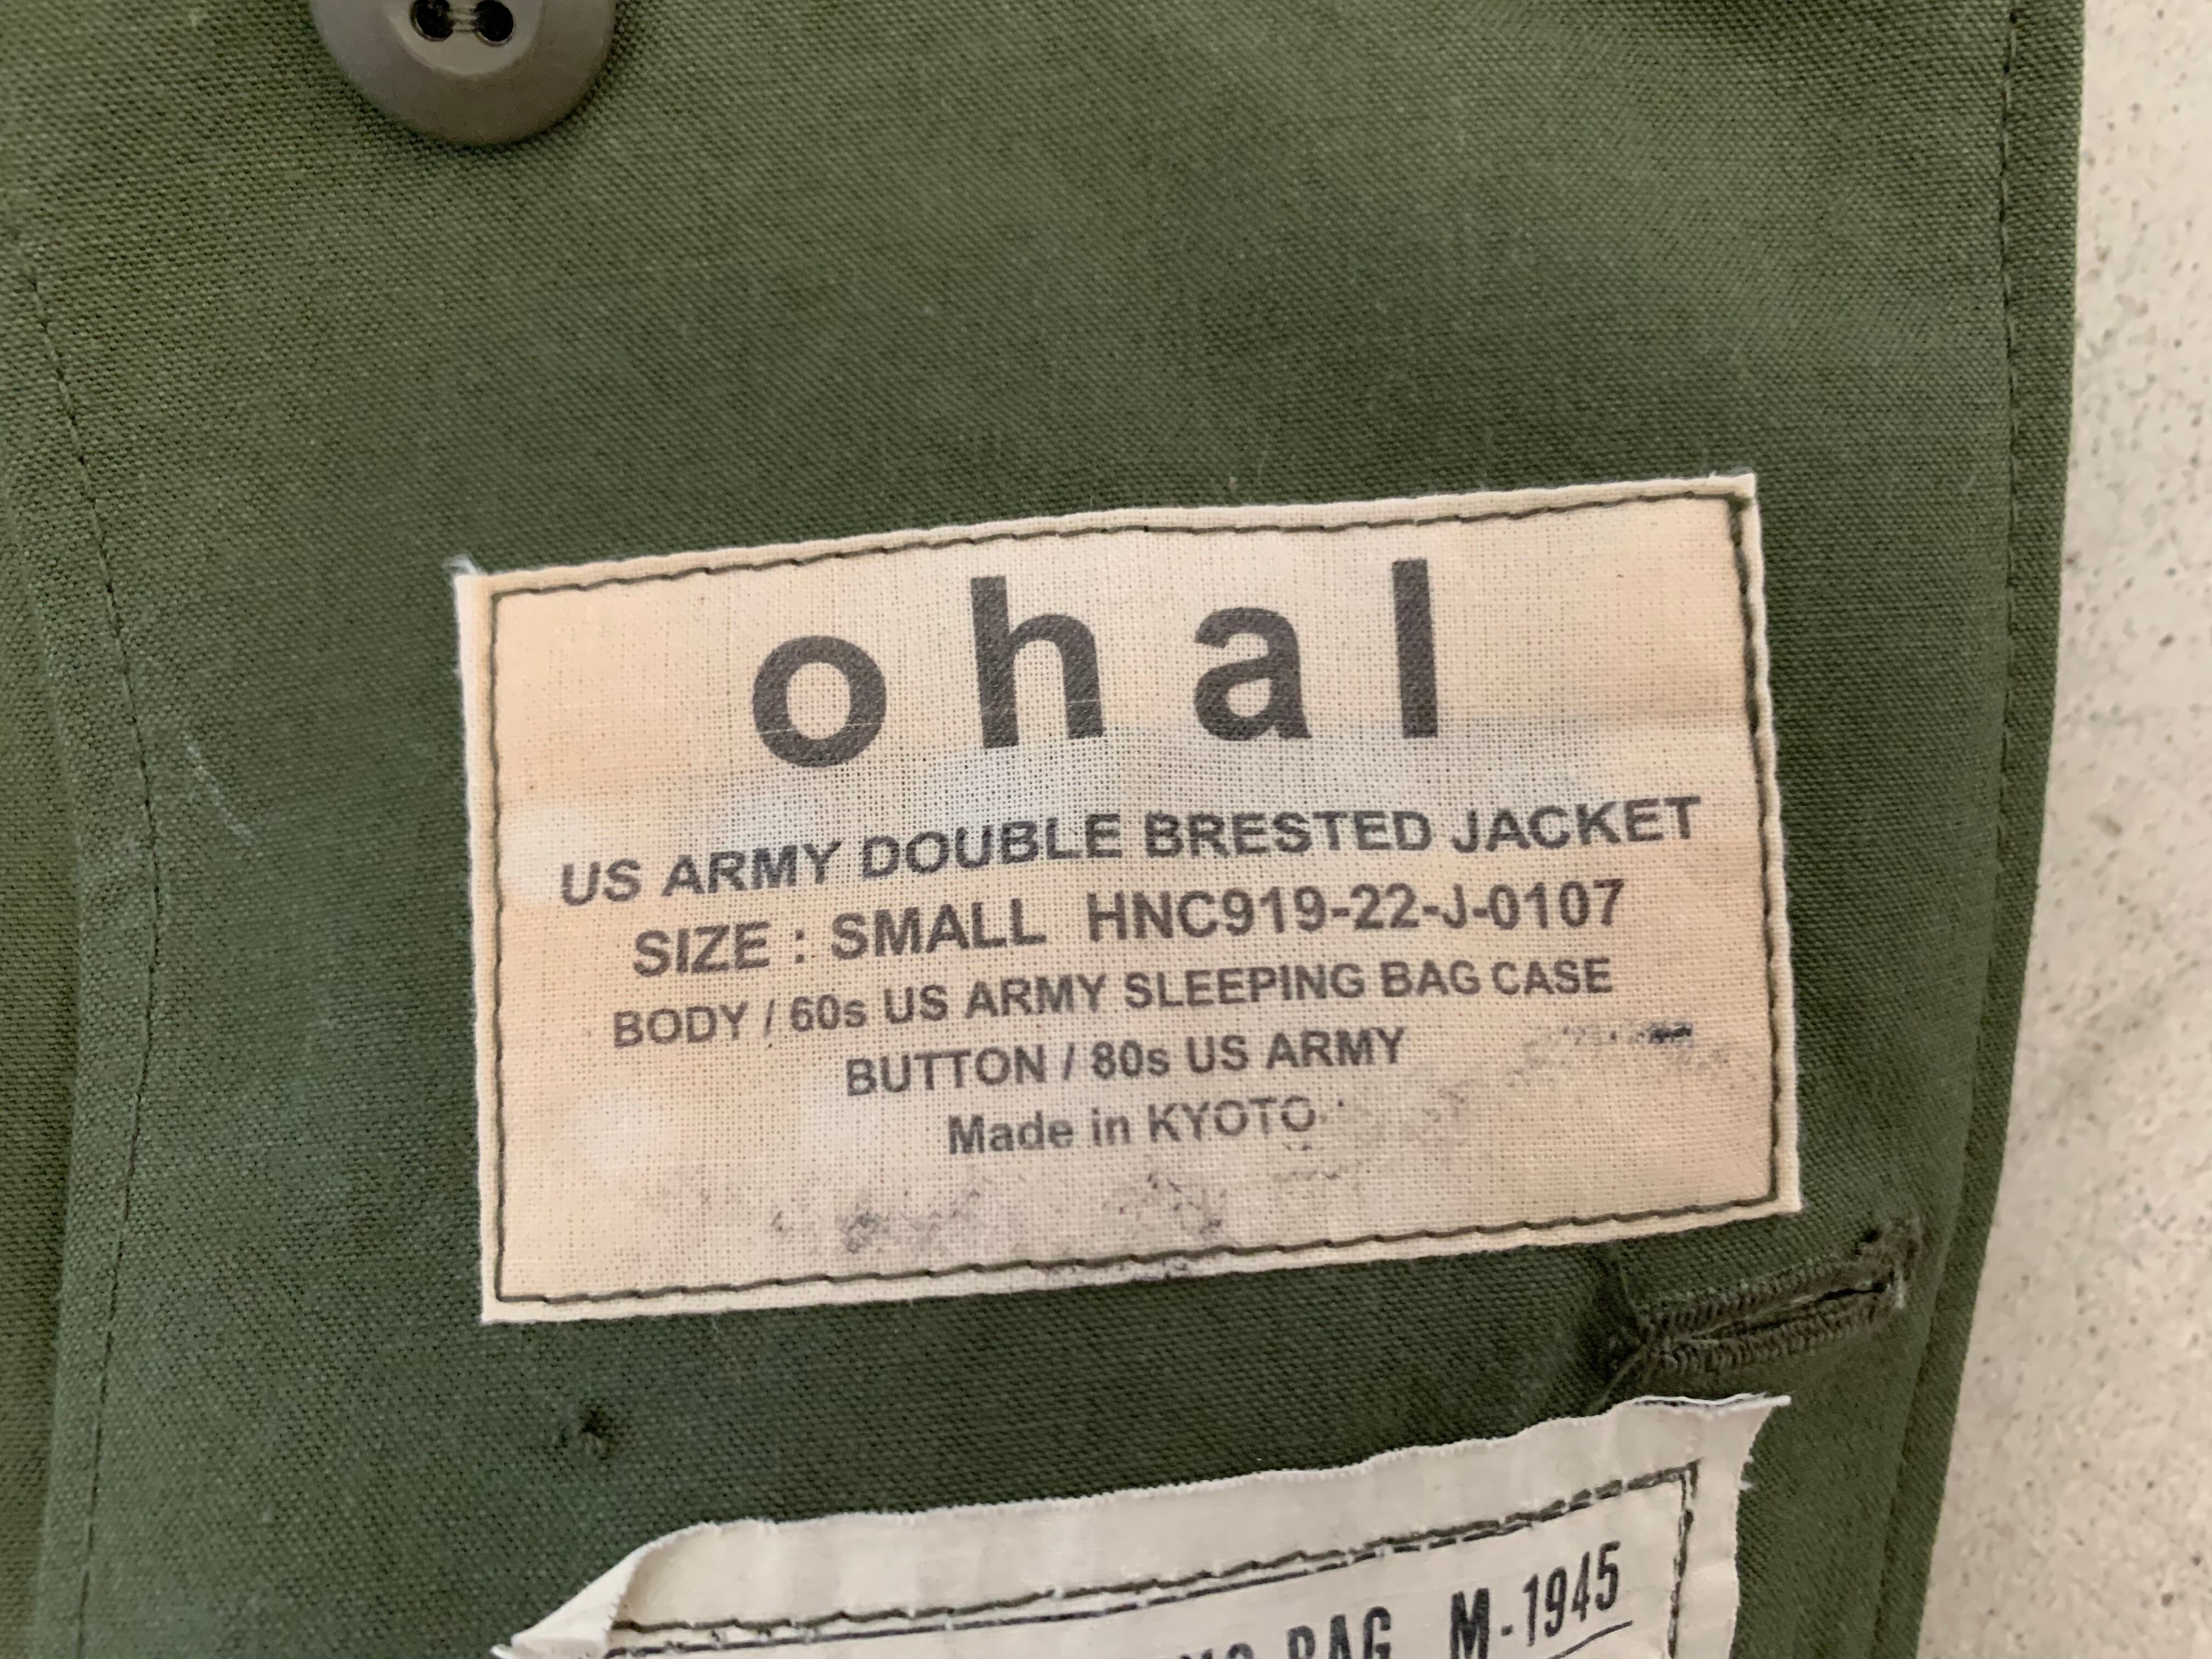 ohal
US ARMY DOUBLE BRESTED JACKET
SIZE : SMALL HNC919-22-J-0107
BODY / 60s US ARMY SLEEPING BAG CASE
BUTTON / 80s US ARMY
Made in KYOTO
BAG M-1945